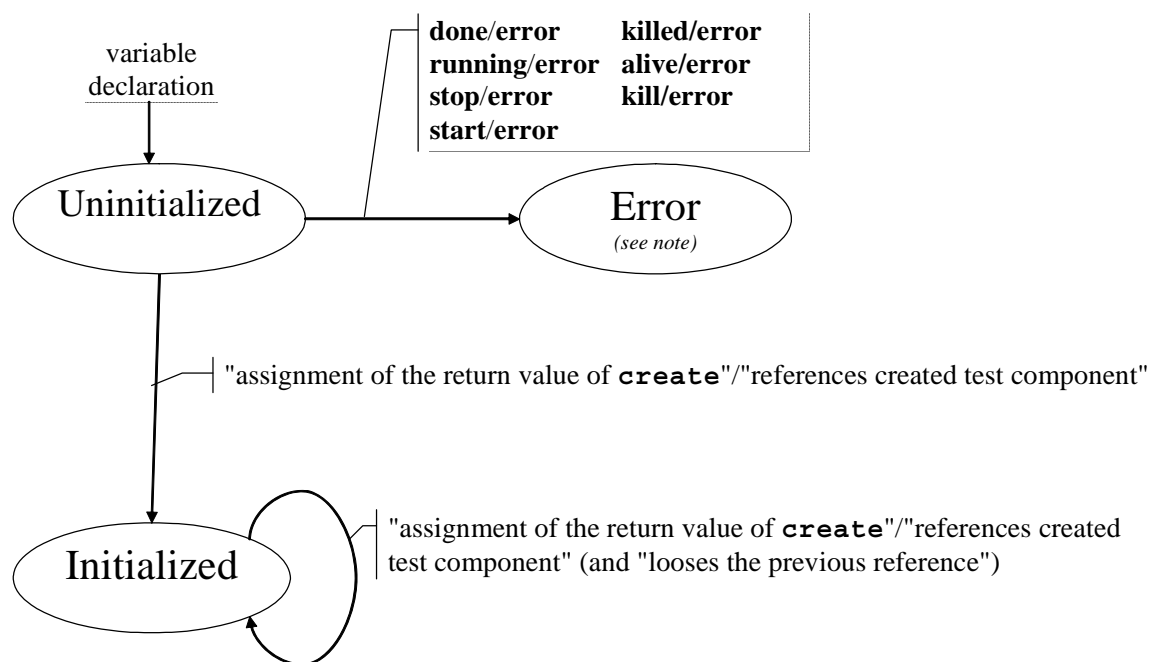 done/error killed/error
variable
running/error alive/error
declaration
stop/error kill/error
start/error
Uninitialized
Error
(see note)
"assignment of the return value of create"/"references created test component"
"assignment of the return value of create"/"references created
Initialized
test component" (and "looses the previous reference")